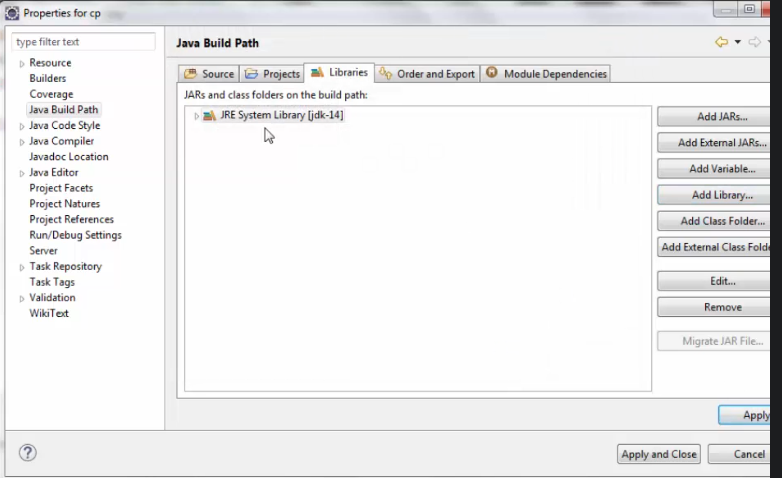 Properties for cp
type filter text
Resource
Builders
Coverage
Java Build Path
Java Code Style
Java Compiler
Javadoc Location
Java Editor
Project Facets
Project Natures
Project References
Run/Debug Settings
Server
Task Repository
Task Tags
Validation
WikiText
Java Build Path
Source Projects Libraries Order and Export Module Dependencies
JARs and class folders on the build path:
JRE System Library [jdk-14]
Add JARs...
Add External JARs...
Add Variable...
Add Library...
Add Class Folder...
Add External Class Folde
Edit...
Remove
Migrate JAR File...
Apply
?
Apply and Close Cancel